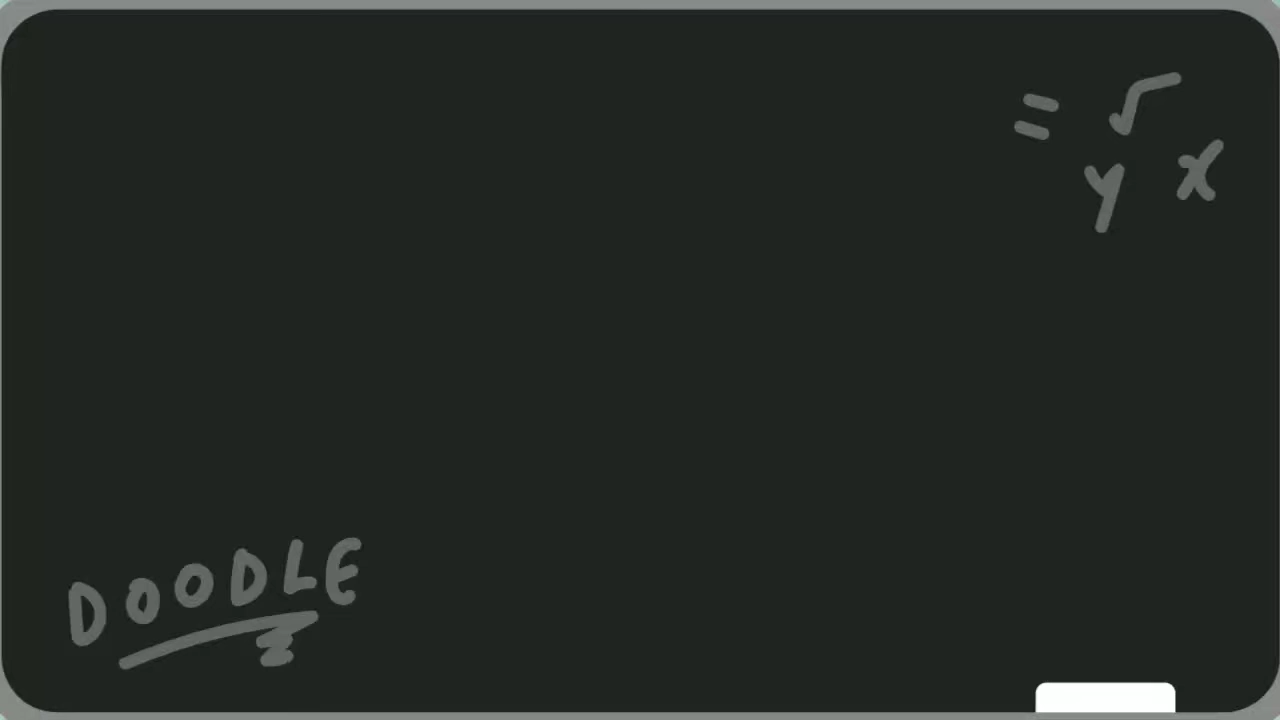 = √
y x
DOODLE